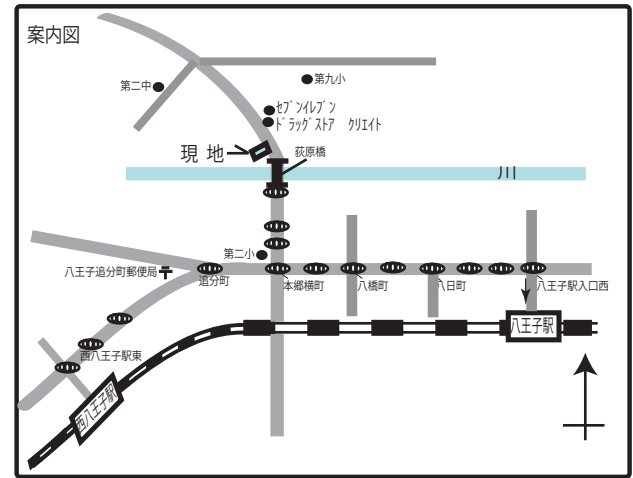 案内図
第二中
第九小
セブンイレブン
ドラッグストア　クリエイト
現 地
荻原橋
川
第二小
八王子追分町郵便局
追分町
本郷横町
八橋町
八日町
八王子駅入口西
八王子駅
西八王子駅東
西八王子駅